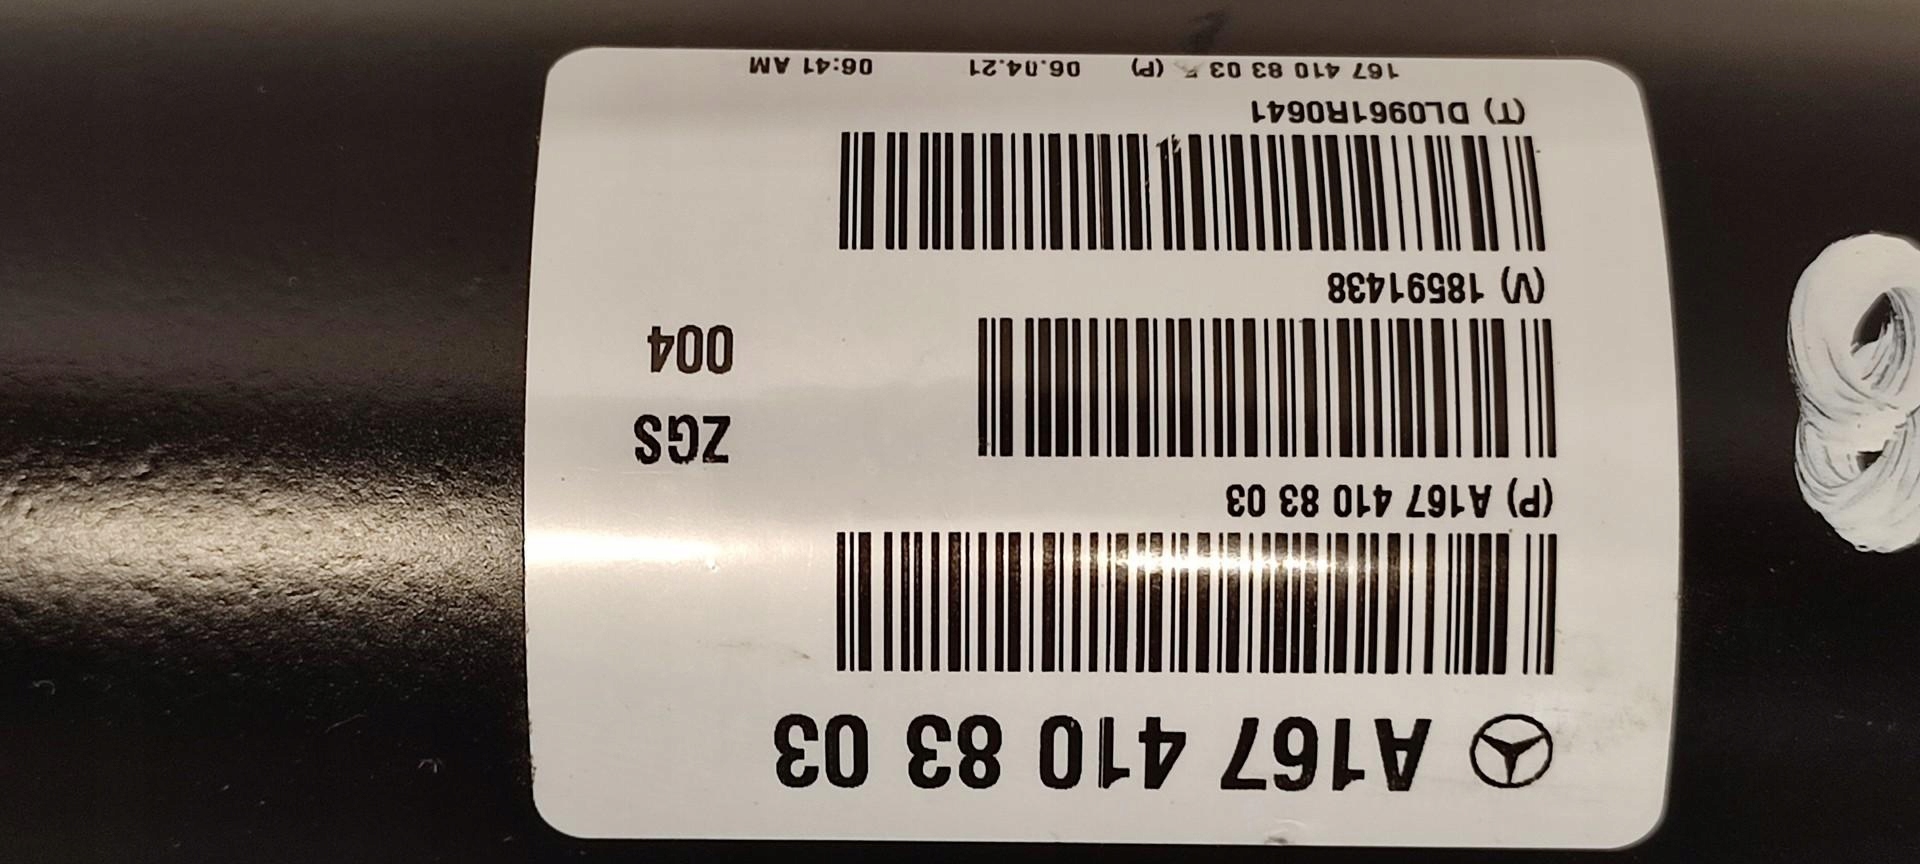 A167 410 83 03
(P) A167 410 83 03
ZGS
004
(V) 18591438
(T) DL0961R0641
167 410 83 03 (P) 06.04.21 06:41 AM